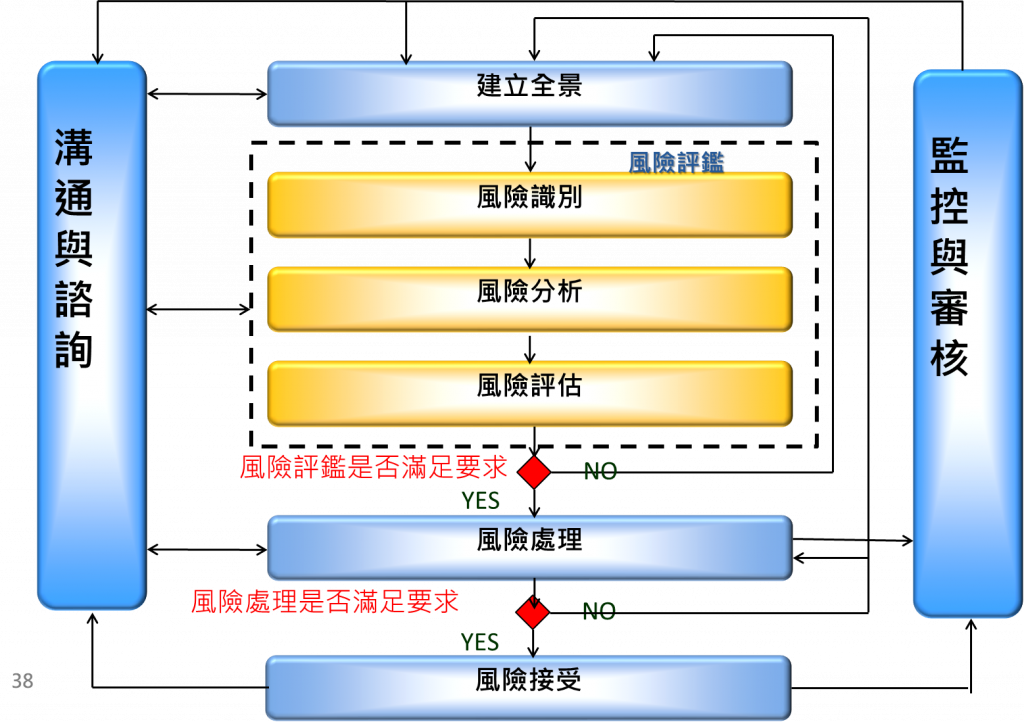 建立全景
溝通與諮詢
監控與審核
風險評鑑
風險識別
風險分析
風險評估
風險評鑑是否滿足要求
NO
YES
風險處理
風險處理是否滿足要求
NO
YES
風險接受
38